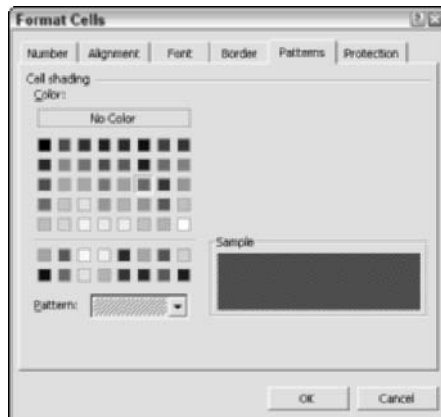 Format Cells
Number Alignment Font Border Patterns Protection
Cell shading
Color:
No Color
Sample
Pattern:
OK Cancel